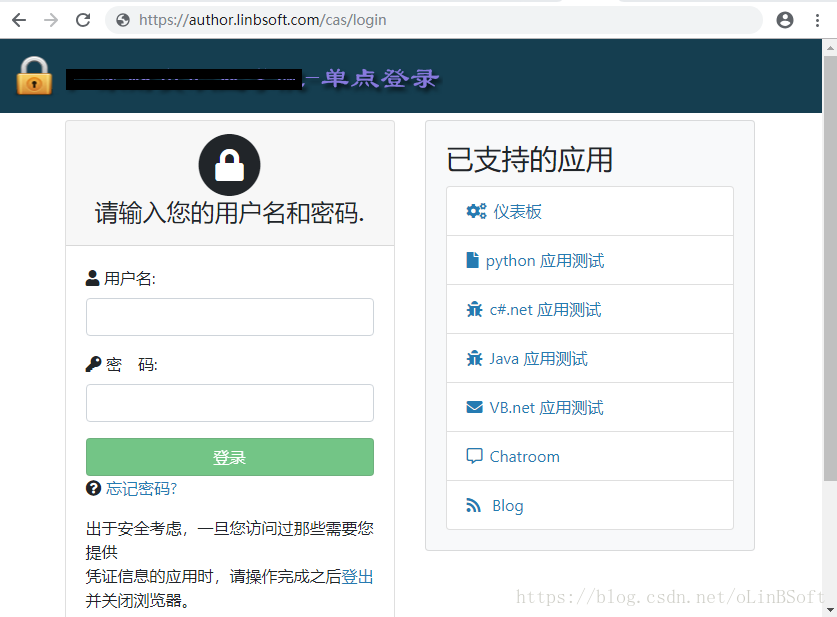 https://author.linbsoft.com/cas/login
-单点登录
请输入您的用户名和密码.
用户名:
密 码:
登录
忘记密码?
出于安全考虑，一旦您访问过那些需要您
提供
凭证信息的应用时，请操作完成之后登出
并关闭浏览器。
已支持的应用
仪表板
python 应用测试
c#.net 应用测试
Java 应用测试
VB.net 应用测试
Chatroom
Blog
https://blog.csdn.net/oLinBSoft